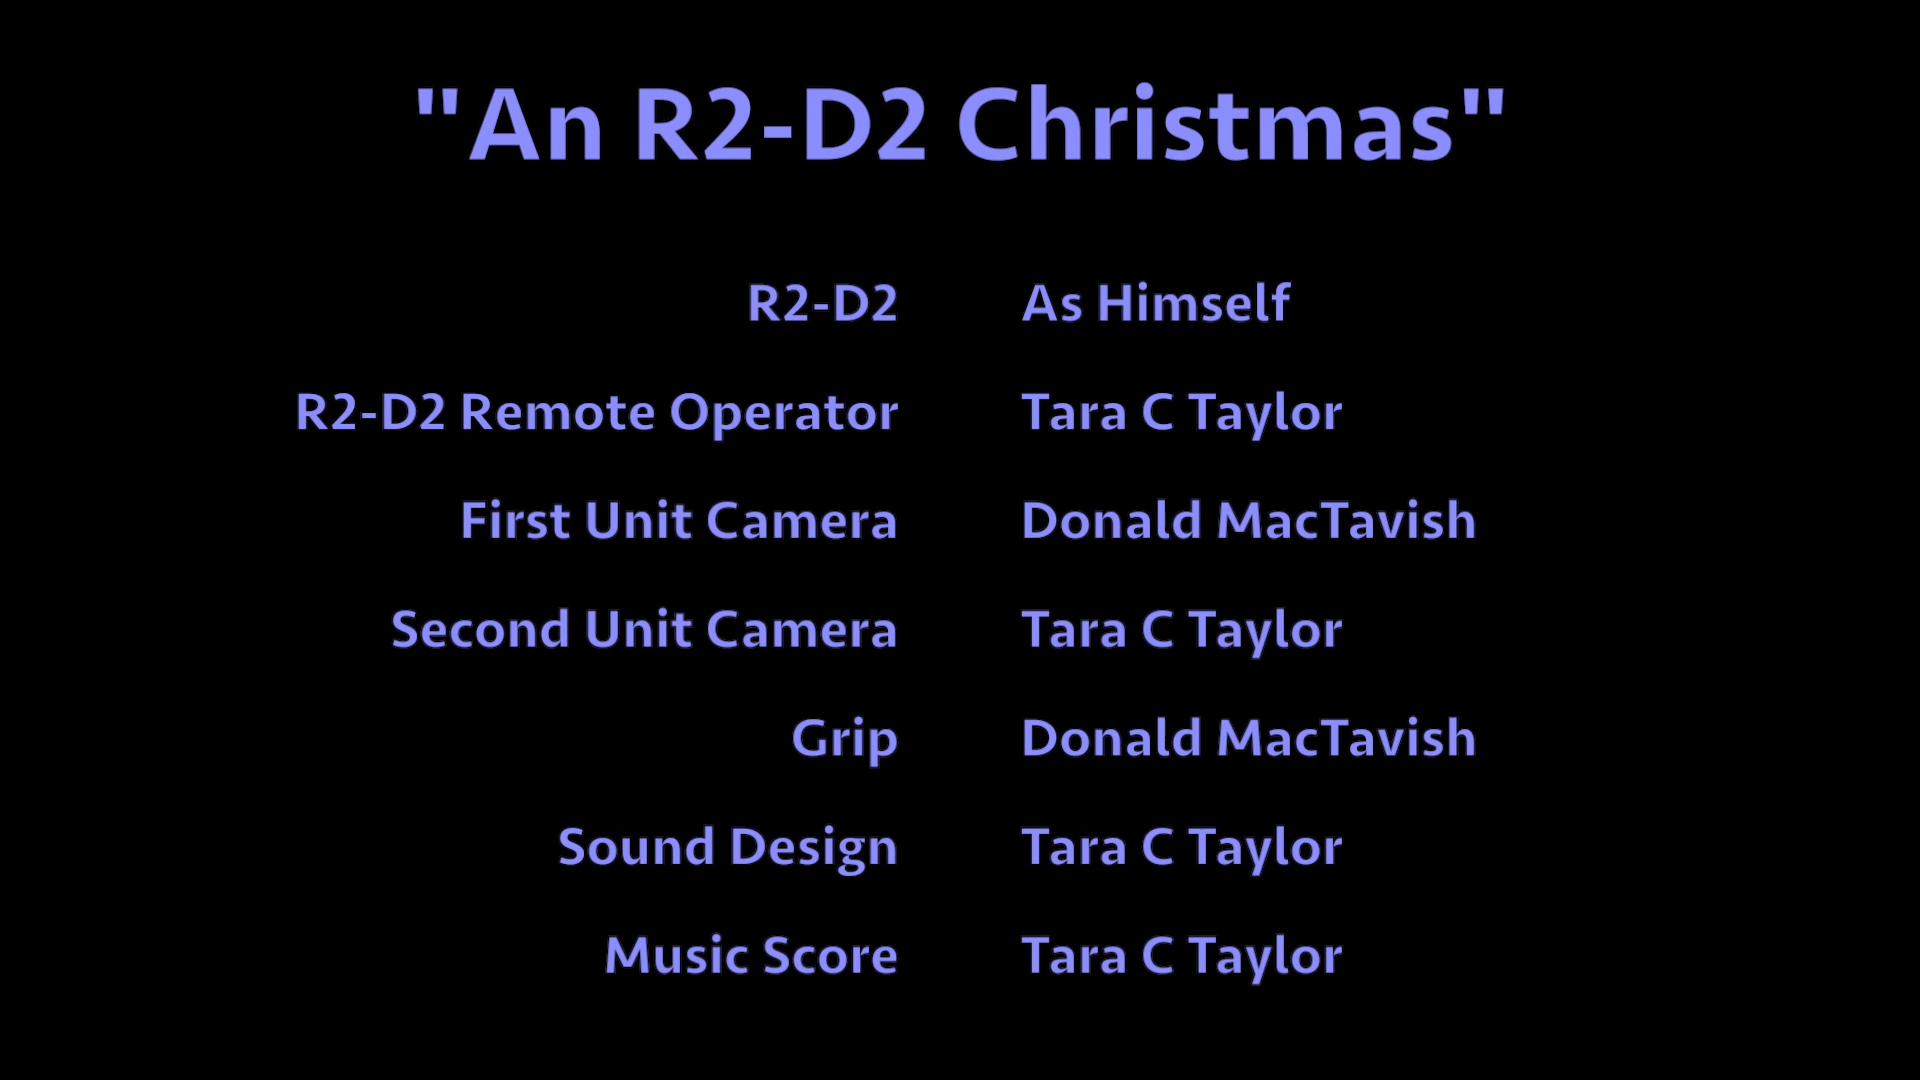 "An R2-D2 Christmas"
R2-D2 As Himself
R2-D2 Remote Operator Tara C Taylor
First Unit Camera Donald MacTavish
Second Unit Camera Tara C Taylor
Grip Donald MacTavish
Sound Design Tara C Taylor
Music Score Tara C Taylor